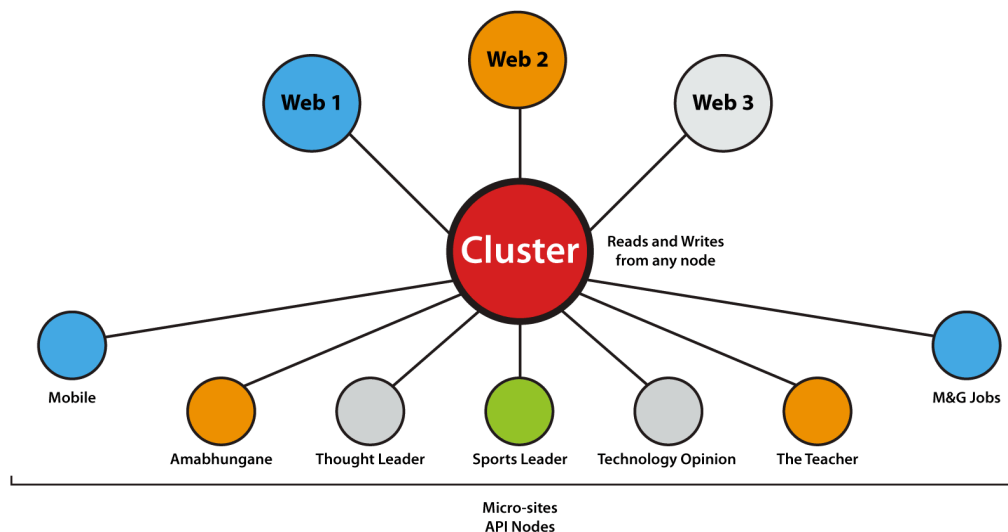 Web 1
Web 2
Web 3
Cluster
Reads and Writes
from any node
Mobile
M&G Jobs
Amabhungane
Thought Leader
Sports Leader
Technology Opinion
The Teacher
Micro-sites
API Nodes